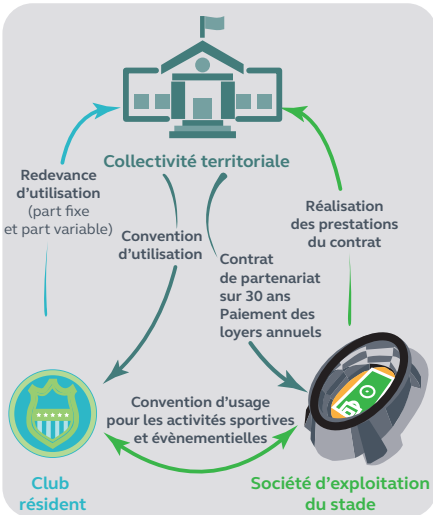 Collectivité territoriale
Redevance
d’utilisation
(part fixe
et part variable)
Convention
d’utilisation
Contrat
de partenariat
sur 30 ans
Paiement des
loyers annuels
Réalisation
des prestations
du contrat
Convention d’usage
pour les activités sportives
et évènementielles
Club
résident
Société d’exploitation
du stade